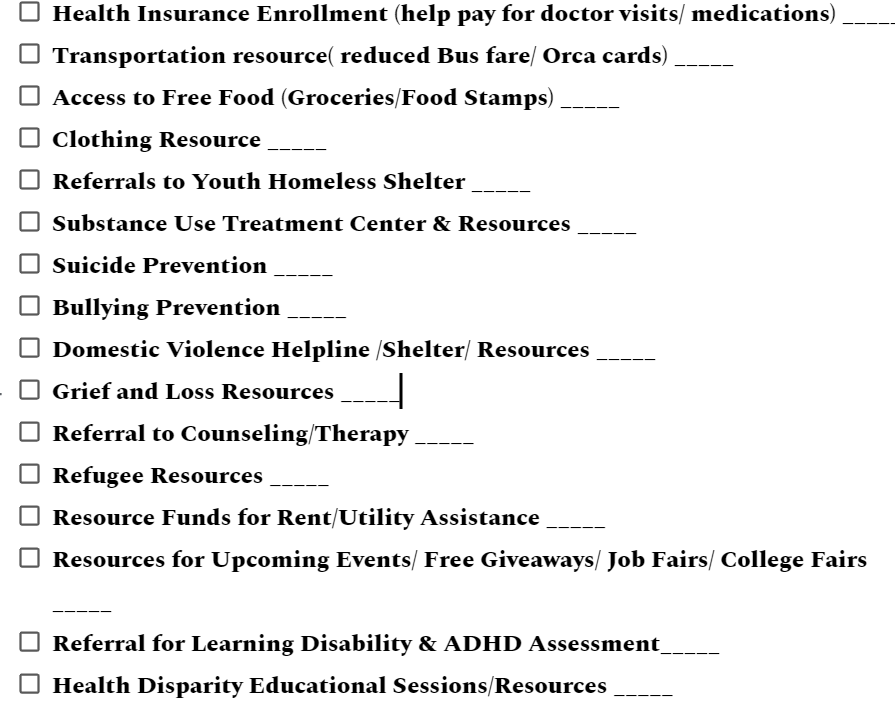 ☐ Health Insurance Enrollment (help pay for doctor visits/ medications) _____
☐ Transportation resource( reduced Bus fare/ Orca cards) _____
☐ Access to Free Food (Groceries/Food Stamps) _____
☐ Clothing Resource _____
☐ Referrals to Youth Homeless Shelter _____
☐ Substance Use Treatment Center & Resources _____
☐ Suicide Prevention _____
☐ Bullying Prevention _____
☐ Domestic Violence Helpline /Shelter/ Resources _____
☐ Grief and Loss Resources _____
☐ Referral to Counseling/Therapy _____
☐ Refugee Resources _____
☐ Resource Funds for Rent/Utility Assistance _____
☐ Resources for Upcoming Events/ Free Giveaways/ Job Fairs/ College Fairs
_____
☐ Referral for Learning Disability & ADHD Assessment_____
☐ Health Disparity Educational Sessions/Resources _____